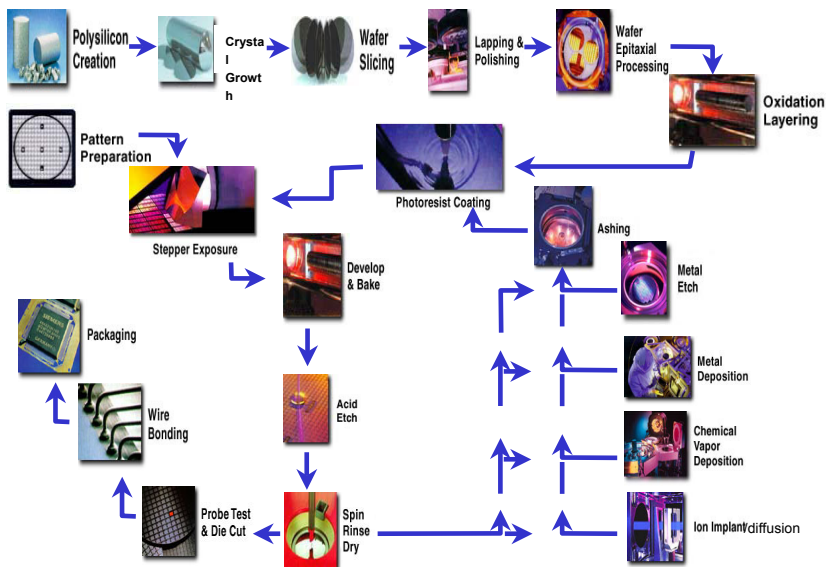 Polysilicon
Creation
Crysta
l
Growt
h
Wafer
Slicing
Lapping &
Polishing
Wafer
Epitaxial
Processing
Oxidation
Layering
Pattern
Preparation
Photoresist Coating
Stepper Exposure
Ashing
Develop
& Bake
Metal
Etch
Packaging
SIEMENS
Metal
Deposition
Wire
Bonding
Acid
Etch
Chemical
Vapor
Deposition
Probe Test
& Die Cut
Spin
Rinse
Dry
Ion Implant/diffusion